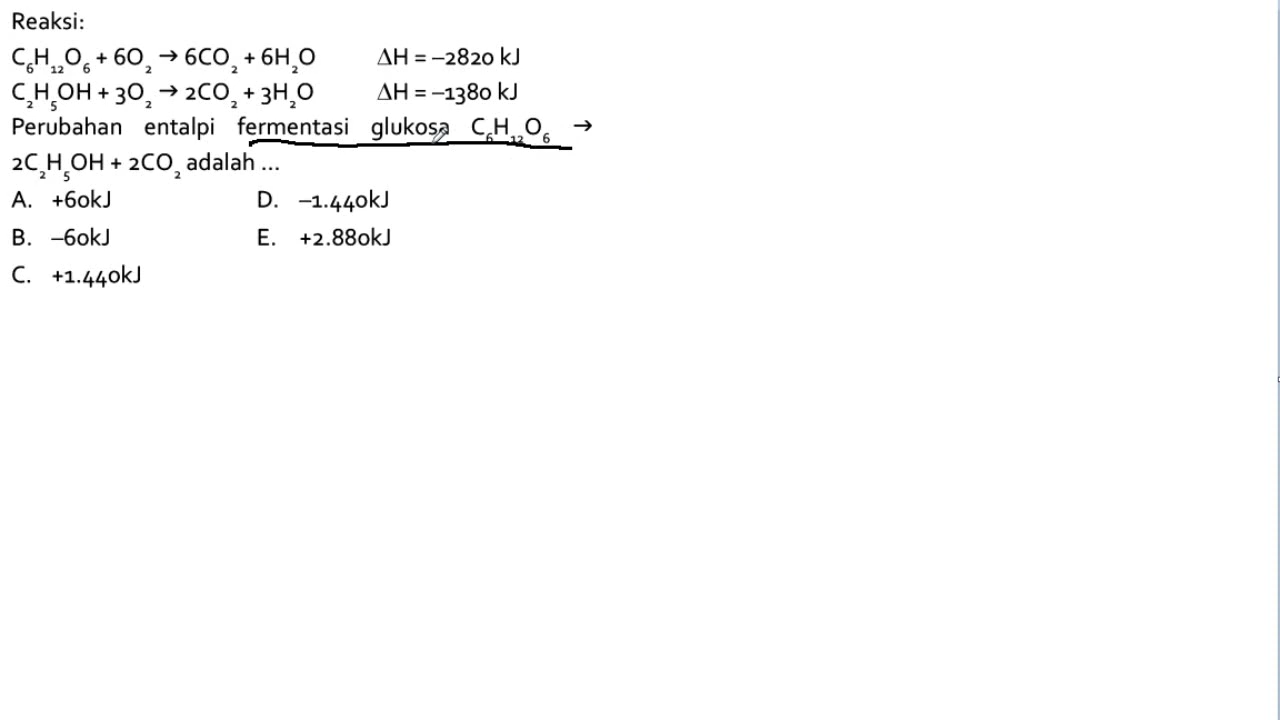 Reaksi:
C₆H₁₂O₆ + 6O₂ → 6CO₂ + 6H₂O ΔH = –2820 kJ
C₂H₅OH + 3O₂ → 2CO₂ + 3H₂O ΔH = –1380 kJ
Perubahan entalpi fermentasi glukosa C₆H₁₂O₆ →
2C₂H₅OH + 2CO₂ adalah ...
A. +60kJ D. –1.440kJ
B. –60kJ E. +2.880kJ
C. +1.440kJ